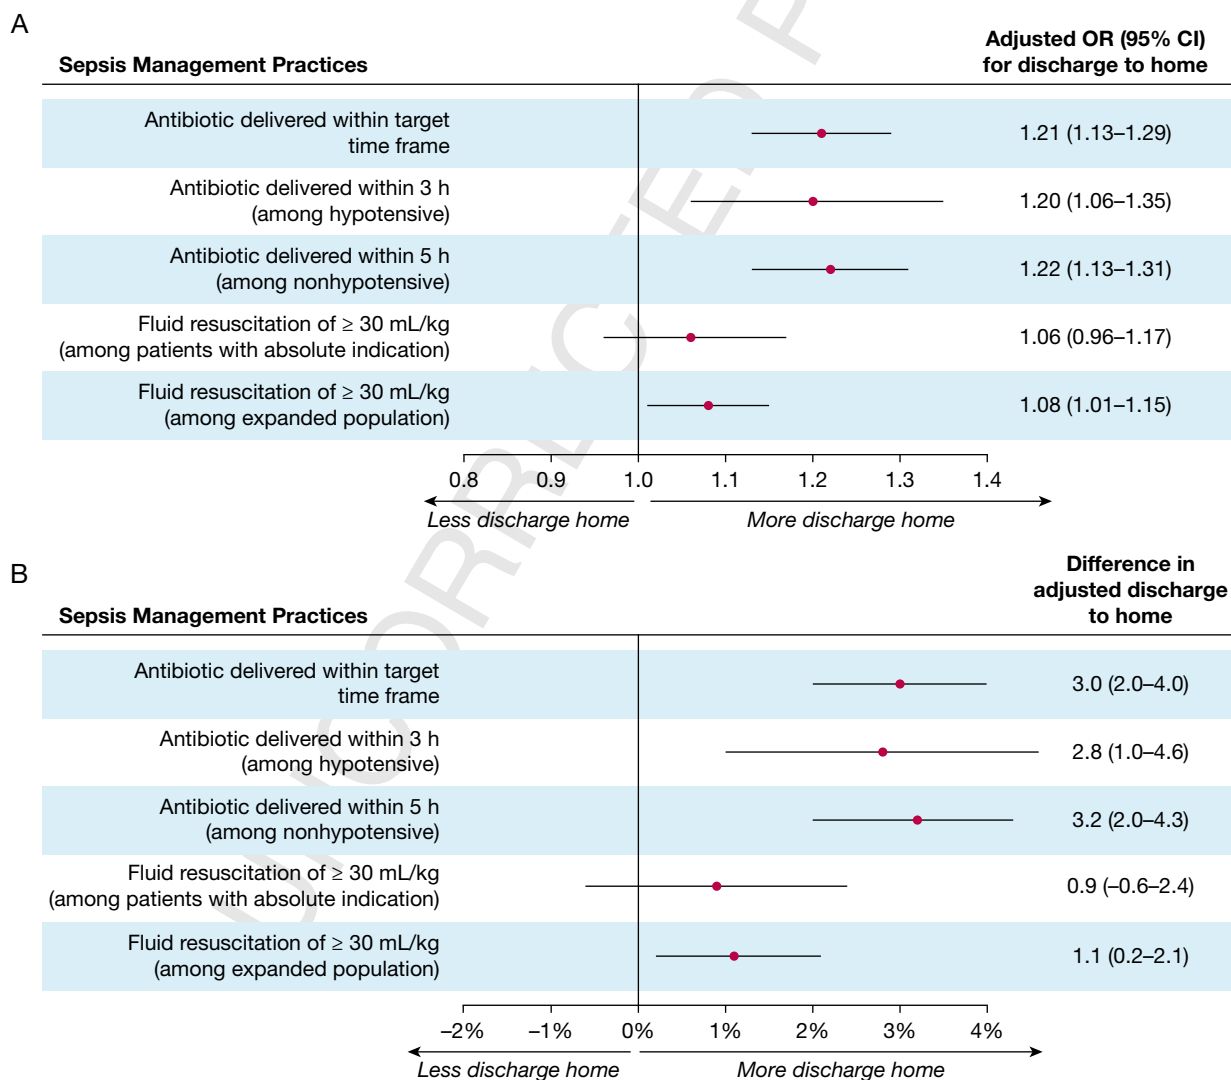 A
Sepsis Management Practices
Adjusted OR (95% CI)
for discharge to home
Antibiotic delivered within target
time frame
1.21 (1.13–1.29)
Antibiotic delivered within 3 h
(among hypotensive)
1.20 (1.06–1.35)
Antibiotic delivered within 5 h
(among nonhypotensive)
1.22 (1.13–1.31)
Fluid resuscitation of ≥ 30 mL/kg
(among patients with absolute indication)
1.06 (0.96–1.17)
Fluid resuscitation of ≥ 30 mL/kg
(among expanded population)
1.08 (1.01–1.15)
0.8 0.9 1.0 1.1 1.2 1.3 1.4
Less discharge home More discharge home
B
Sepsis Management Practices
Difference in
adjusted discharge
to home
Antibiotic delivered within target
time frame
3.0 (2.0–4.0)
Antibiotic delivered within 3 h
(among hypotensive)
2.8 (1.0–4.6)
Antibiotic delivered within 5 h
(among nonhypotensive)
3.2 (2.0–4.3)
Fluid resuscitation of ≥ 30 mL/kg
(among patients with absolute indication)
0.9 (–0.6–2.4)
Fluid resuscitation of ≥ 30 mL/kg
(among expanded population)
1.1 (0.2–2.1)
–2% –1% 0% 1% 2% 3% 4%
Less discharge home More discharge home